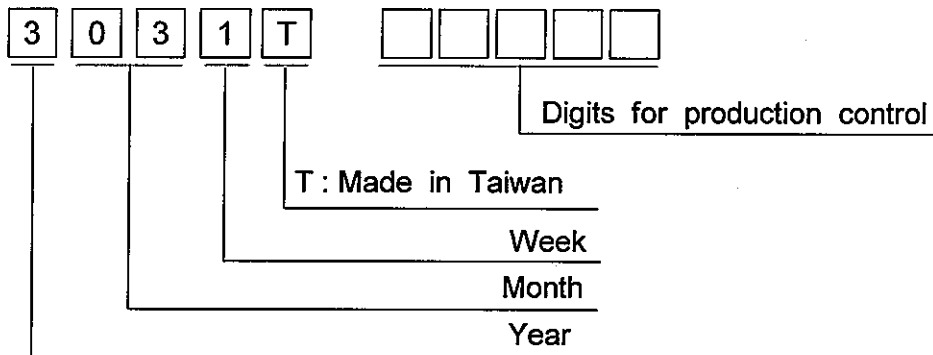 3 0 3 1 T
Digits for production control
T : Made in Taiwan
Week
Month
Year